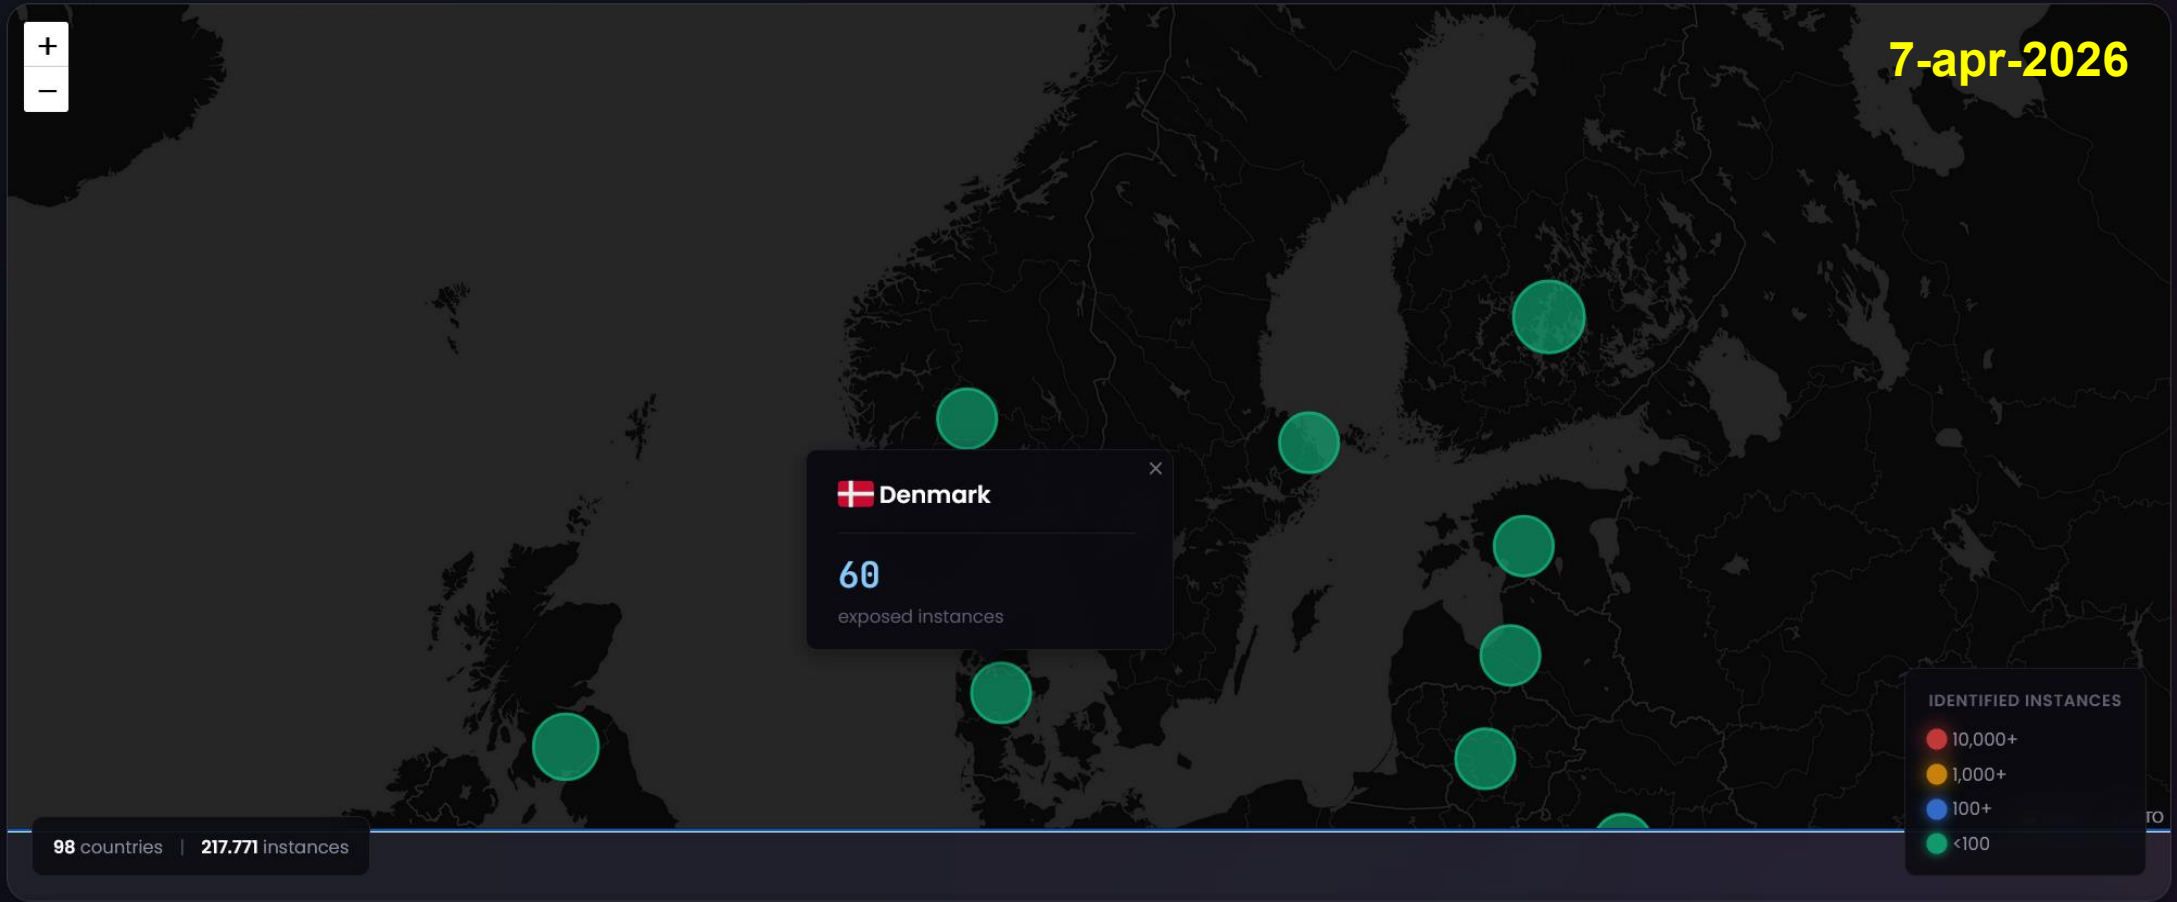 +
−
7-apr-2026
×
Denmark
60
exposed instances
IDENTIFIED INSTANCES
10,000+
1,000+
100+
<100
TO
98 countries | 217.771 instances